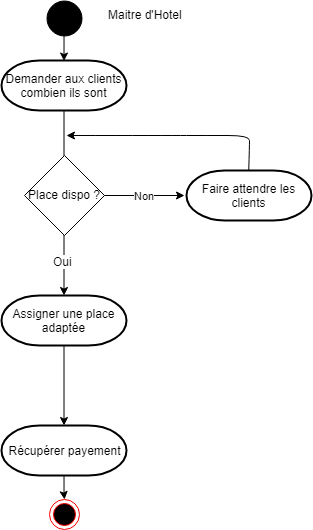 Maitre d'Hotel
Demander aux clients
combien ils sont
Place dispo ?
Non
Faire attendre les
clients
Oui
Assigner une place
adaptée
Récupérer payement